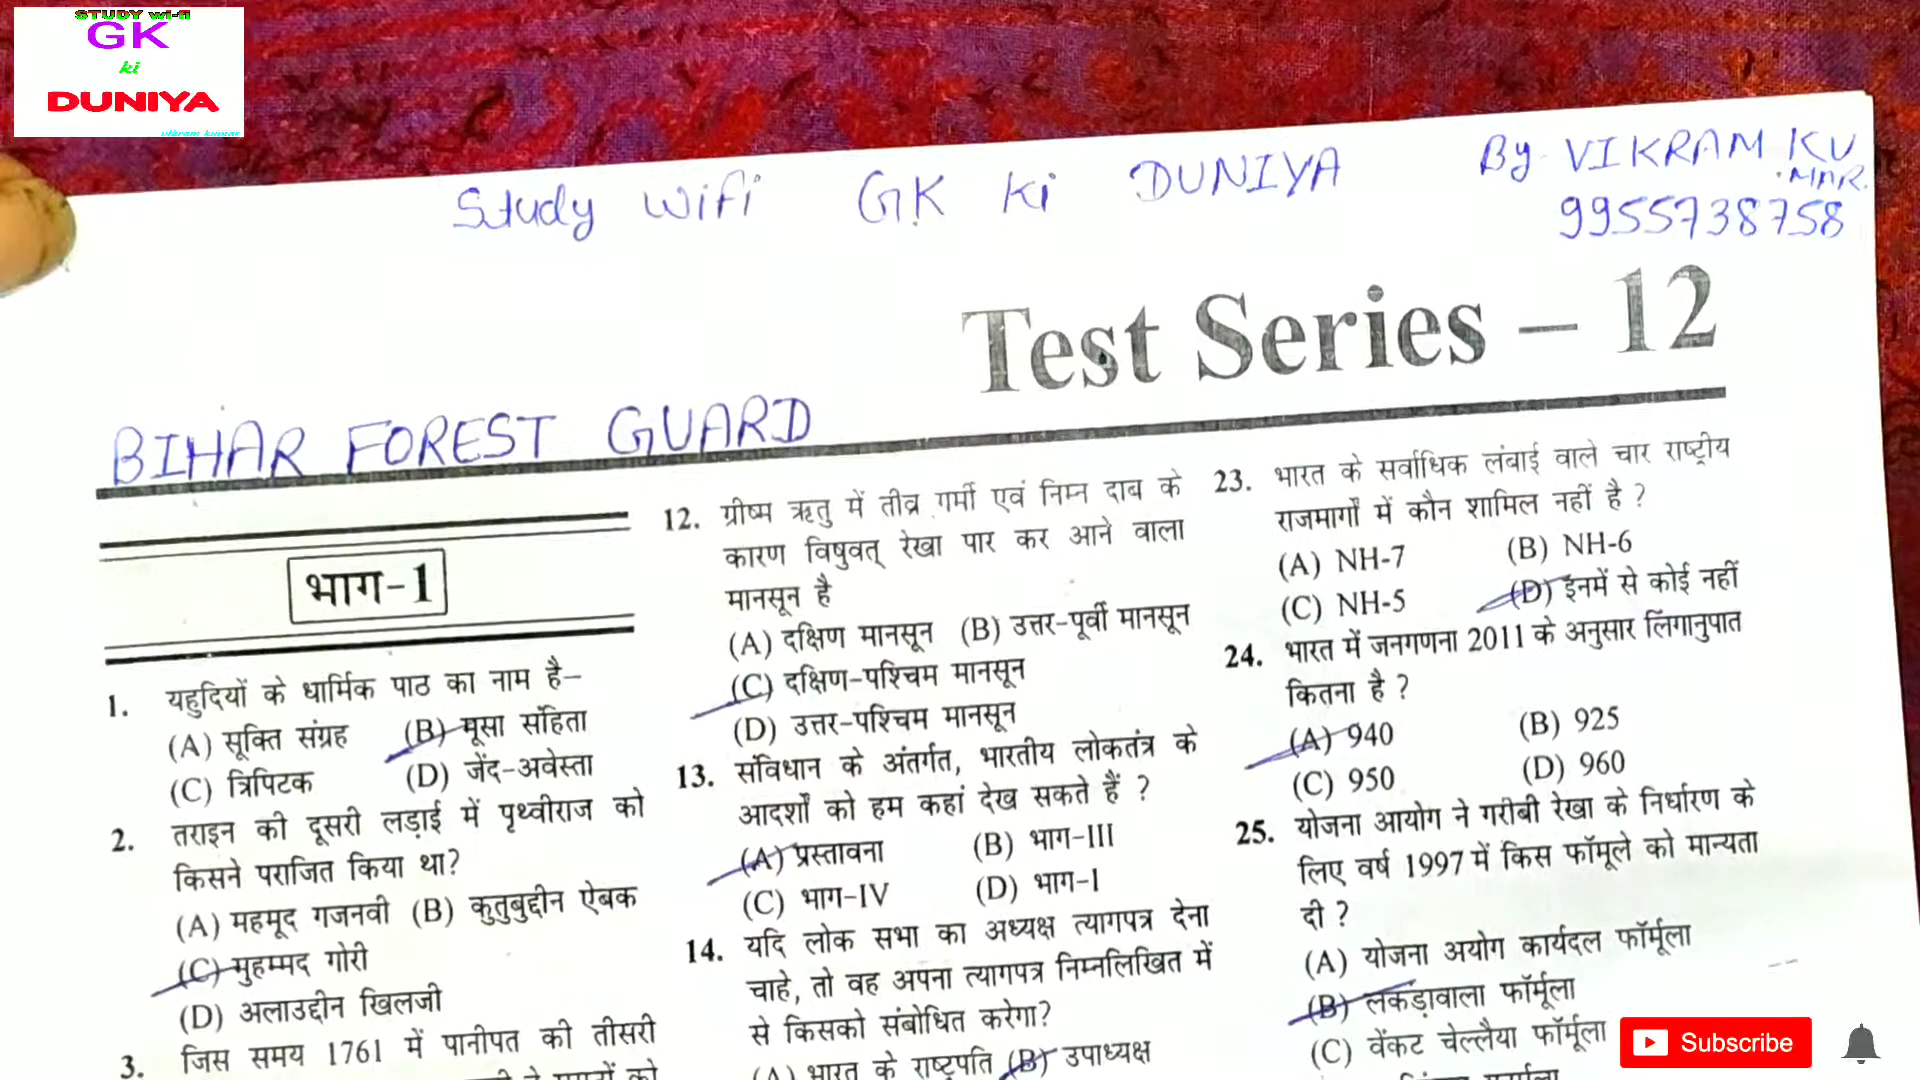 STUDY wi-fi
GK
ki
DUNIYA
vikram kumar
Study Wifi GK Ki DUNIYA
By VIKRAM KU
MAR.
9955738758
Test Series – 12
BIHAR FOREST GUARD
भाग-1
1. यहुदियों के धार्मिक पाठ का नाम है–
(A) सूक्ति संग्रह (B) मूसा संहिता
(C) त्रिपिटक (D) जेंद-अवेस्ता
2. तराइन की दूसरी लड़ाई में पृथ्वीराज को
किसने पराजित किया था?
(A) महमूद गजनवी (B) कुतुबुद्दीन ऐबक
(C) मुहम्मद गोरी
(D) अलाउद्दीन खिलजी
3. जिस समय 1761 में पानीपत की तीसरी
12. ग्रीष्म ऋतु में तीव्र गर्मी एवं निम्न दाब के
कारण विषुवत् रेखा पार कर आने वाला
मानसून है
(A) दक्षिण मानसून (B) उत्तर-पूर्वी मानसून
(C) दक्षिण-पश्चिम मानसून
(D) उत्तर-पश्चिम मानसून
13. संविधान के अंतर्गत, भारतीय लोकतंत्र के
आदर्शों को हम कहां देख सकते हैं ?
(A) प्रस्तावना (B) भाग-III
(C) भाग-IV (D) भाग-I
14. यदि लोक सभा का अध्यक्ष त्यागपत्र देना
चाहे, तो वह अपना त्यागपत्र निम्नलिखित में
से किसको संबोधित करेगा?
(A) भारत के राष्ट्रपति (B) उपाध्यक्ष
23. भारत के सर्वाधिक लंबाई वाले चार राष्ट्रीय
राजमार्गों में कौन शामिल नहीं है ?
(A) NH-7 (B) NH-6
(C) NH-5 (D) इनमें से कोई नहीं
24. भारत में जनगणना 2011 के अनुसार लिंगानुपात
कितना है ?
(A) 940 (B) 925
(C) 950 (D) 960
25. योजना आयोग ने गरीबी रेखा के निर्धारण के
लिए वर्ष 1997 में किस फॉमूले को मान्यता
दी ?
(A) योजना अयोग कार्यदल फॉर्मूला
(B) लकड़ावाला फॉर्मूला
(C) वेंकट चेल्लैया फॉर्मूला
Subscribe